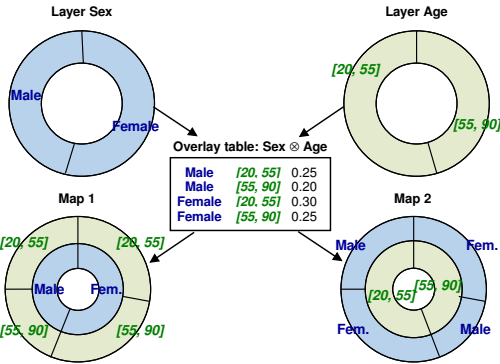 Layer Sex
Layer Age
Male
Female
[20, 55]
[55, 90]
Overlay table: Sex ⊗ Age
Male [20, 55] 0.25
Male [55, 90] 0.20
Female [20, 55] 0.30
Female [55, 90] 0.25
Map 1
Map 2
[20, 55] [20, 55]
Male Fem.
[55, 90] [55, 90]
Male Fem.
[20, 55] [55, 90]
Fem. Male